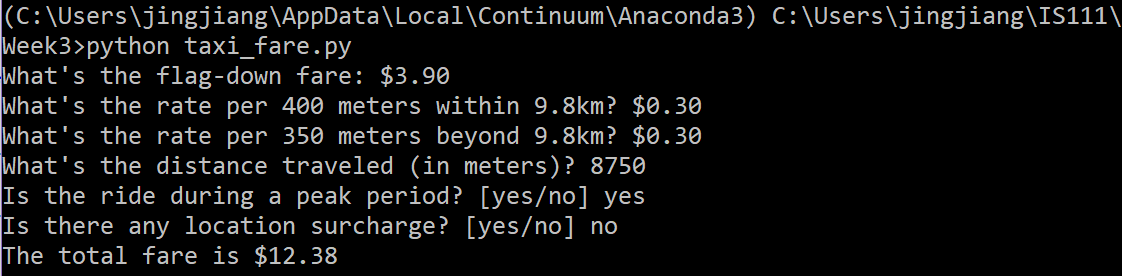 (C:\Users\jingjiang\AppData\Local\Continuum\Anaconda3) C:\Users\jingjiang\IS111\
Week3>python taxi_fare.py
What's the flag-down fare: $3.90
What's the rate per 400 meters within 9.8km? $0.30
What's the rate per 350 meters beyond 9.8km? $0.30
What's the distance traveled (in meters)? 8750
Is the ride during a peak period? [yes/no] yes
Is there any location surcharge? [yes/no] no
The total fare is $12.38